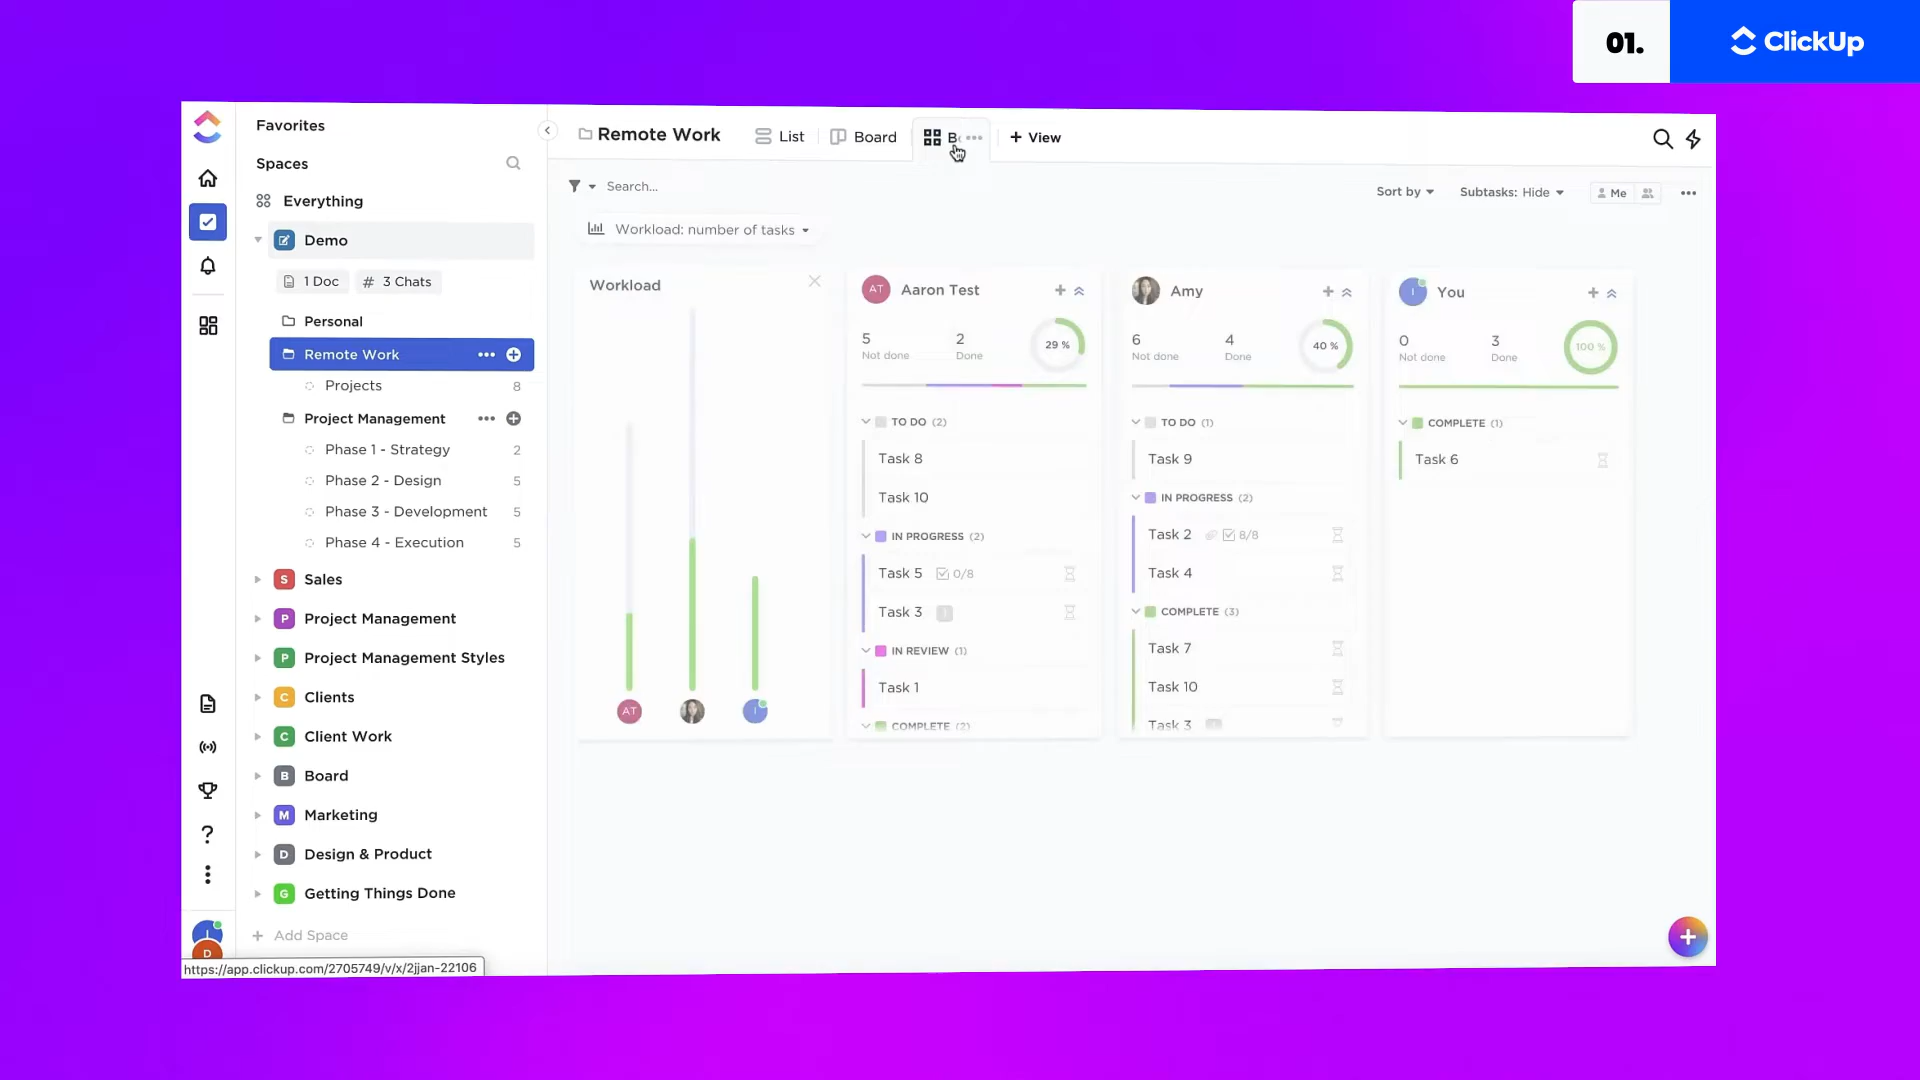 01.
ClickUp
Favorites
Spaces
Everything
Demo
1 Doc
3 Chats
Personal
Remote Work
Projects 8
Project Management
Phase 1 - Strategy 2
Phase 2 - Design 5
Phase 3 - Development 5
Phase 4 - Execution 5
S Sales
P Project Management
P Project Management Styles
C Clients
C Client Work
B Board
M Marketing
D Design & Product
G Getting Things Done
+ Add Space
D
https://app.clickup.com/2705749/v/x/2jjan-22106
Remote Work
List
Board
+ View
Search...
Sort by
Subtasks: Hide
Me
Workload: number of tasks
Workload
AT
AT Aaron Test
5 Not done
2 Done
29 %
TO DO (2)
Task 8
Task 10
IN PROGRESS (2)
Task 5 0/8
Task 3
IN REVIEW (1)
Task 1
COMPLETE (2)
Amy
6 Not done
4 Done
40 %
TO DO (1)
Task 9
IN PROGRESS (2)
Task 2 8/8
Task 4
COMPLETE (3)
Task 7
Task 10
Task 3
You
0 Not done
3 Done
100 %
COMPLETE (1)
Task 6